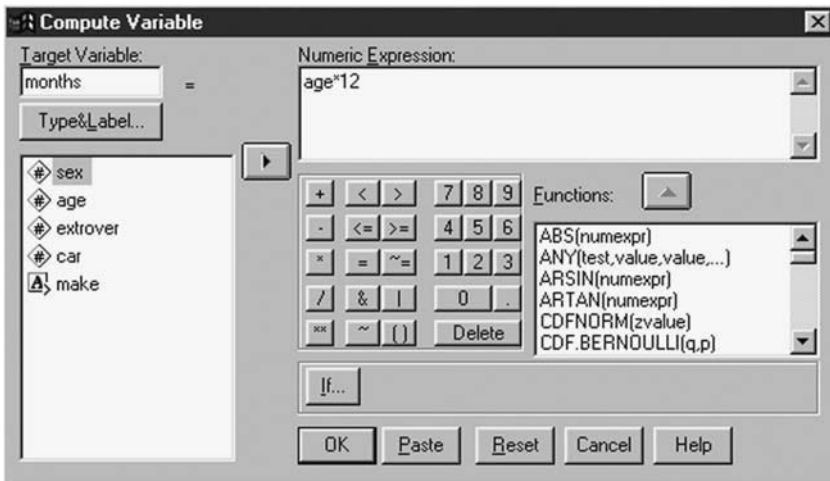 Compute Variable
Target Variable:
months
=
Type&Label...
Numeric Expression:
age*12
sex
age
extrover
car
make
+ < > 7 8 9
- <= >= 4 5 6
* = ~= 1 2 3
/ & | 0 .
** ~ () Delete
Functions:
ABS(numexpr)
ANY(test,value,value,...)
ARSIN(numexpr)
ARTAN(numexpr)
CDFNORM(zvalue)
CDF.BERNOULLI(q,p)
If...
OK Paste Reset Cancel Help